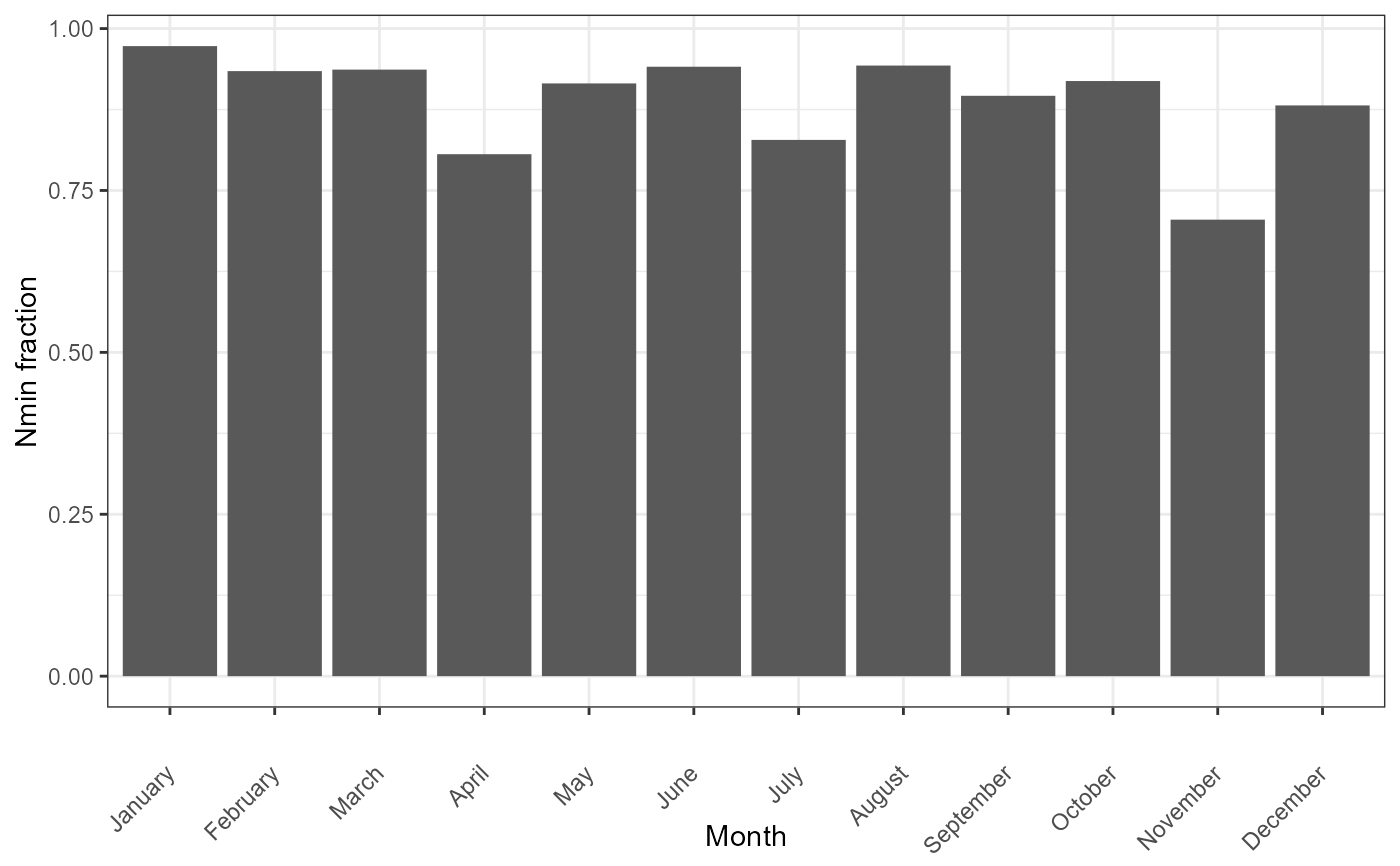 1.00
0.75
0.50
0.25
0.00
Nmin fraction
January
February
March
April
May
June
July
August
September
October
November
December
Month